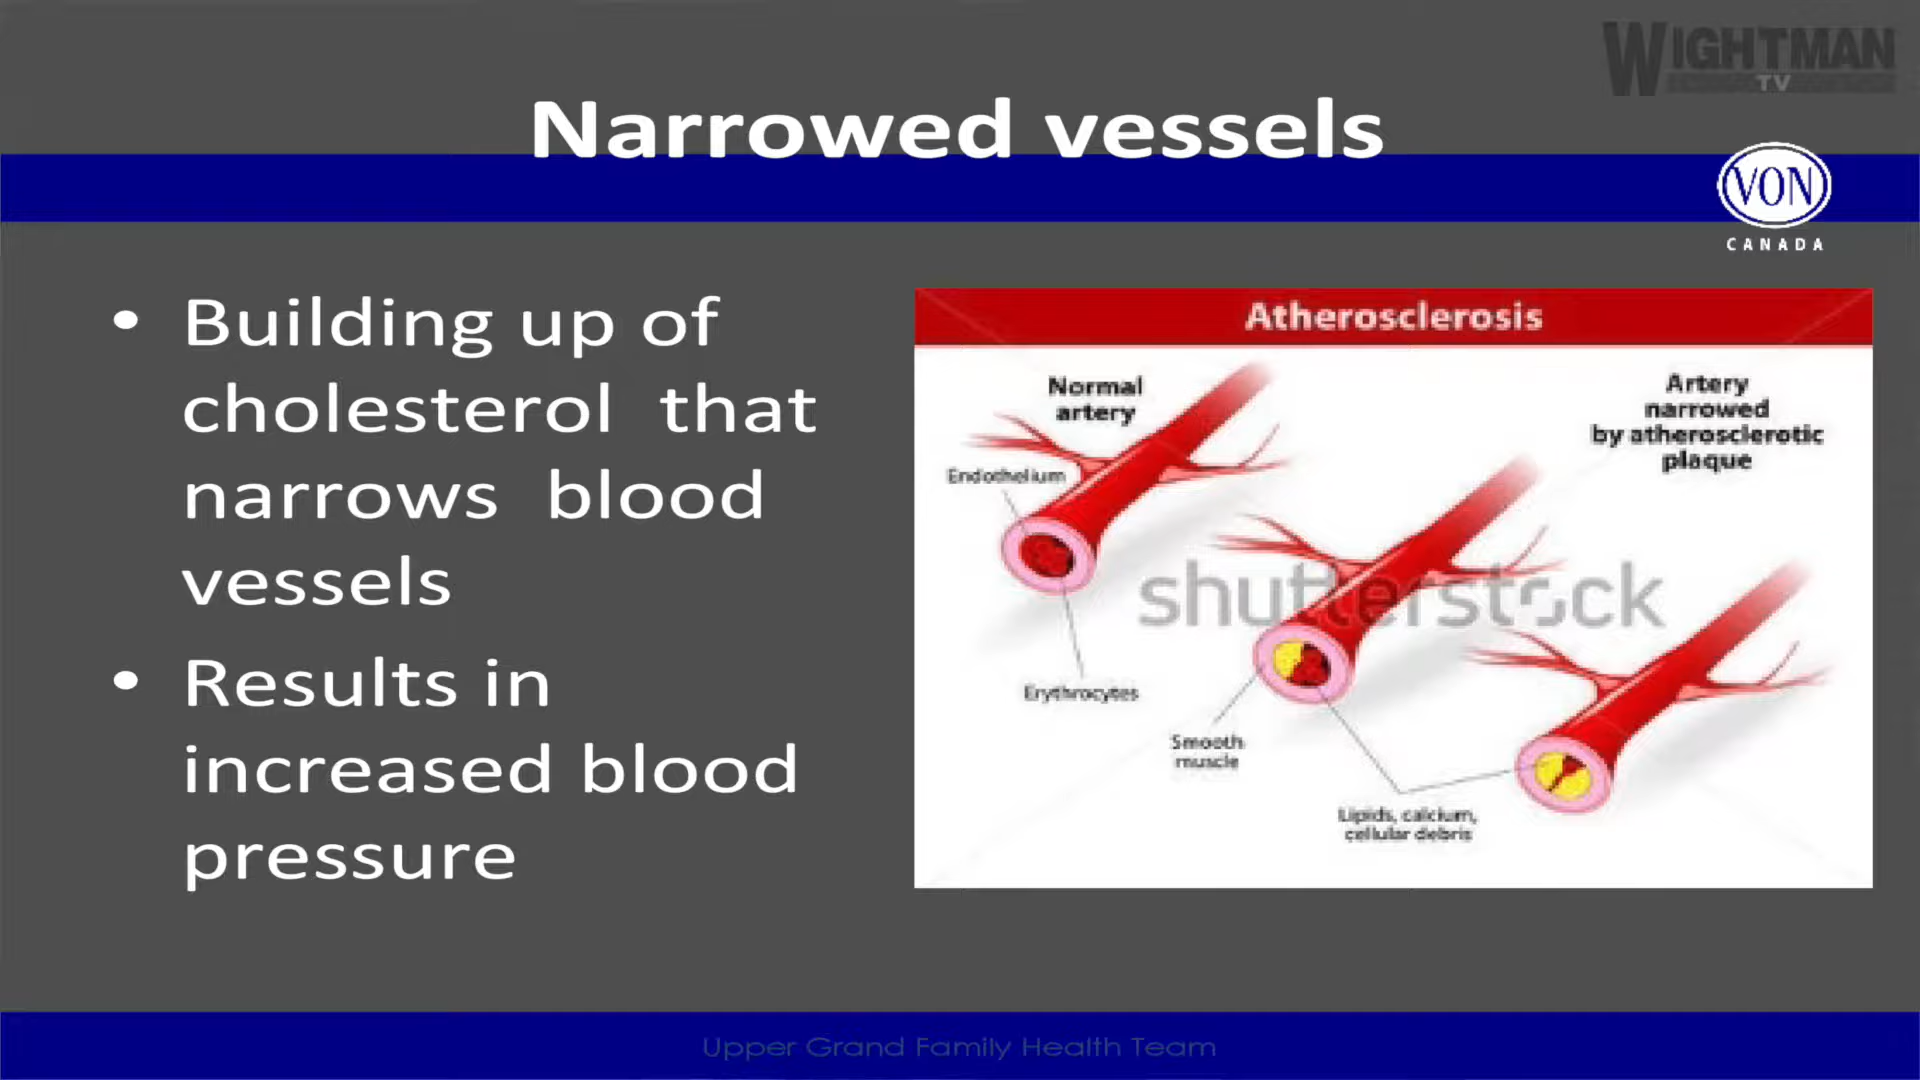 WIGHTMAN
TV
Narrowed vessels
VON
CANADA
• Building up of
cholesterol that
narrows blood
vessels
• Results in
increased blood
pressure
Atherosclerosis
Normal
artery
Artery
narrowed
by atherosclerotic
plaque
Endothelium
shutterstock
Erythrocytes
Smooth
muscle
Lipids, calcium,
cellular debris
Upper Grand Family Health Team